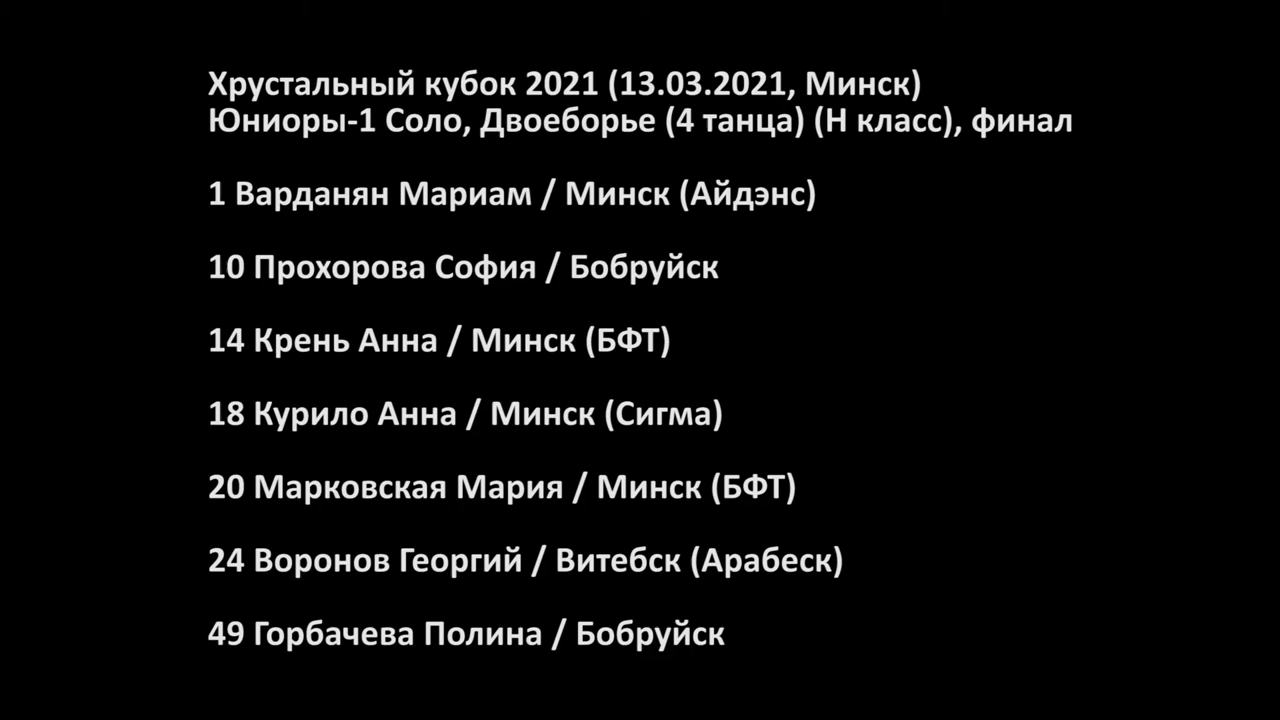 Хрустальный кубок 2021 (13.03.2021, Минск)
Юниоры-1 Соло, Двоеборье (4 танца) (Н класс), финал
1 Варданян Мариам / Минск (Айдэнс)
10 Прохорова София / Бобруйск
14 Крень Анна / Минск (БФТ)
18 Курило Анна / Минск (Сигма)
20 Марковская Мария / Минск (БФТ)
24 Воронов Георгий / Витебск (Арабеск)
49 Горбачева Полина / Бобруйск